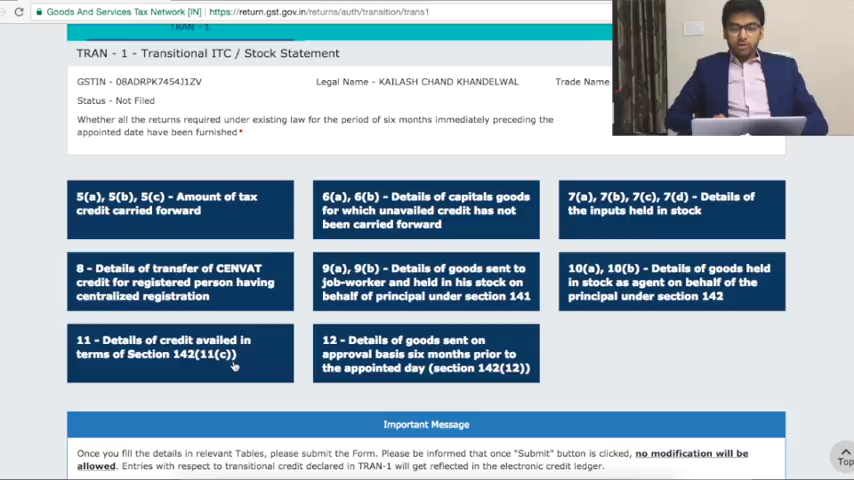 Goods And Services Tax Network [IN] | https://return.gst.gov.in/returns/auth/transition/trans1
TRAN - 1
TRAN - 1 - Transitional ITC / Stock Statement
GSTIN - 08ADRPK7454J1ZV Legal Name - KAILASH CHAND KHANDELWAL Trade Name
Status - Not Filed
Whether all the returns required under existing law for the period of six months immediately preceding the
appointed date have been furnished•
5(a), 5(b), 5(c) - Amount of tax
credit carried forward
6(a), 6(b) - Details of capitals goods
for which unavailed credit has not
been carried forward
7(a), 7(b), 7(c), 7(d) - Details of
the inputs held in stock
8 - Details of transfer of CENVAT
credit for registered person having
centralized registration
9(a), 9(b) - Details of goods sent to
job-worker and held in his stock on
behalf of principal under section 141
10(a), 10(b) - Details of goods held
in stock as agent on behalf of the
principal under section 142
11 - Details of credit availed in
terms of Section 142(11(c))
12 - Details of goods sent on
approval basis six months prior to
the appointed day (section 142(12))
Important Message
Once you fill the details in relevant Tables, please submit the Form. Please be informed that once "Submit" button is clicked, no modification will be
allowed. Entries with respect to transitional credit declared in TRAN-1 will get reflected in the electronic credit ledger.
Top